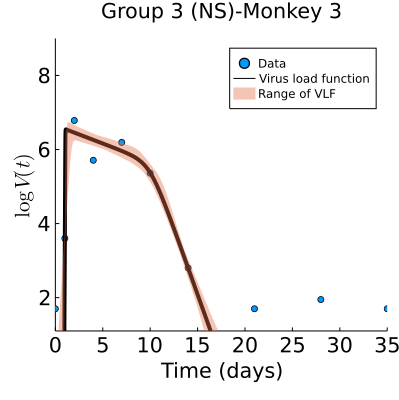 Group 3 (NS)-Monkey 3
Data
Virus load function
Range of VLF
8
6
4
2
log V(t)
0 5 10 15 20 25 30 35
Time (days)